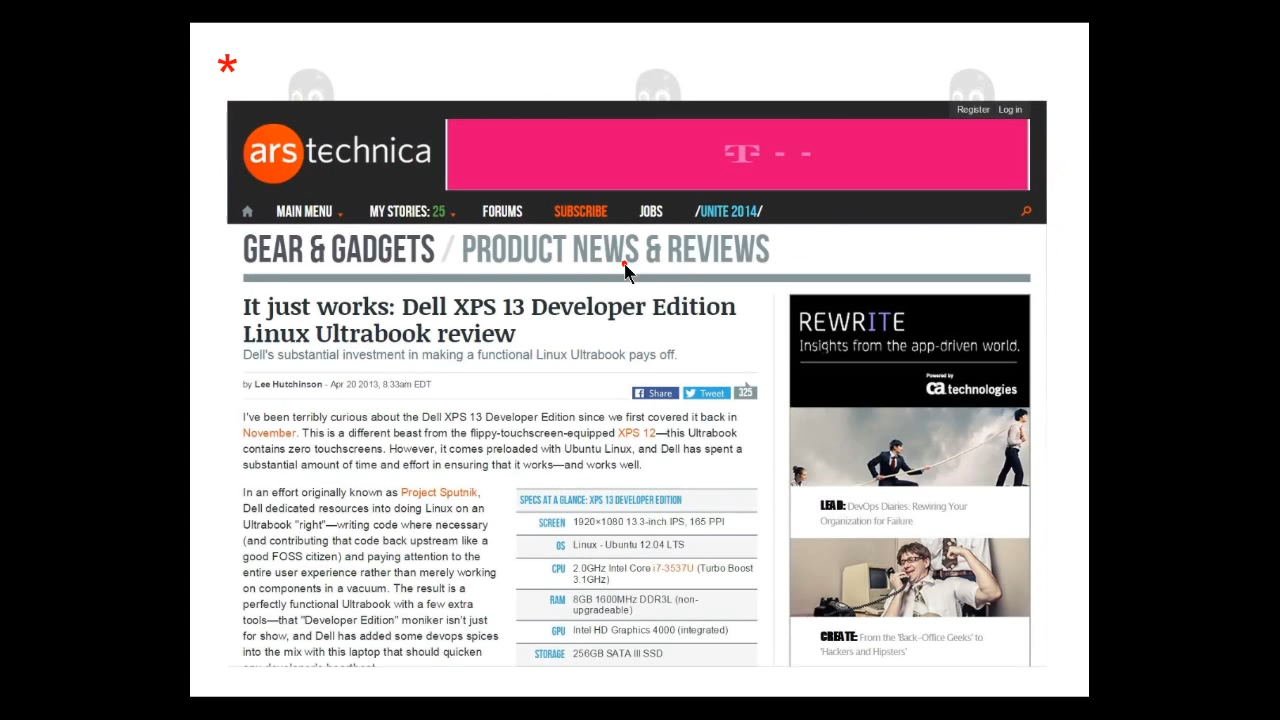 *
Register Log in
ars technica
T - -
MAIN MENU MY STORIES: 25 FORUMS SUBSCRIBE JOBS /UNITE 2014/
GEAR & GADGETS / PRODUCT NEWS & REVIEWS
It just works: Dell XPS 13 Developer Edition
Linux Ultrabook review
Dell's substantial investment in making a functional Linux Ultrabook pays off.
by Lee Hutchinson - Apr 20 2013, 8:33am EDT
Share Tweet 325
I've been terribly curious about the Dell XPS 13 Developer Edition since we first covered it back in
November. This is a different beast from the flippy-touchscreen-equipped XPS 12—this Ultrabook
contains zero touchscreens. However, it comes preloaded with Ubuntu Linux, and Dell has spent a
substantial amount of time and effort in ensuring that it works—and works well.
In an effort originally known as Project Sputnik,
Dell dedicated resources into doing Linux on an
Ultrabook "right"—writing code where necessary
(and contributing that code back upstream like a
good FOSS citizen) and paying attention to the
entire user experience rather than merely working
on components in a vacuum. The result is a
perfectly functional Ultrabook with a few extra
tools—that "Developer Edition" moniker isn't just
for show, and Dell has added some devops spices
into the mix with this laptop that should quicken
SPECS AT A GLANCE: XPS 13 DEVELOPER EDITION
SCREEN 1920×1080 13.3-inch IPS, 165 PPI
OS Linux - Ubuntu 12.04 LTS
CPU 2.0GHz Intel Core i7-3537U (Turbo Boost
3.1GHz)
RAM 8GB 1600MHz DDR3L (non-
upgradeable)
GPU Intel HD Graphics 4000 (integrated)
STORAGE 256GB SATA III SSD
REWRITE
Insights from the app-driven world.
Powered by
ca technologies
LEAD: DevOps Diaries: Rewiring Your
Organization for Failure
CREATE: From the 'Back-Office Geeks' to
'Hackers and Hipsters'